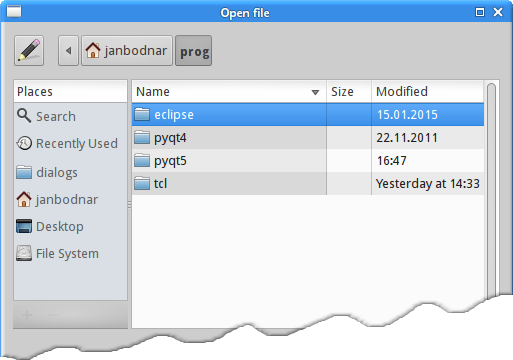 Open file
janbodnar prog
Places Name Size Modified
Search eclipse 15.01.2015
Recently Used pyqt4 22.11.2011
dialogs pyqt5 16:47
janbodnar tcl Yesterday at 14:33
Desktop
File System